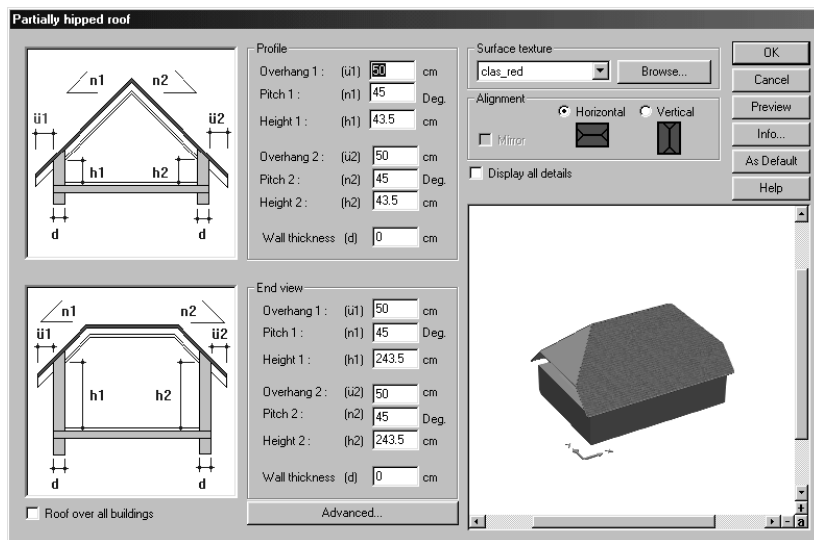 Partially hipped roof
n1 n2
ü1 ü2
h1 h2
d d
Profile
Overhang 1 : (ü1) 50 cm
Pitch 1 : (n1) 45 Deg.
Height 1 : (h1) 43.5 cm
Overhang 2 : (ü2) 50 cm
Pitch 2 : (n2) 45 Deg.
Height 2 : (h2) 43.5 cm
Wall thickness (d) 0 cm
Surface texture
clas_red Browse...
Alignment
Horizontal Vertical
Mirror
Display all details
OK
Cancel
Preview
Info...
As Default
Help
n1 n2
ü1 ü2
h1 h2
d d
Roof over all buildings
End view
Overhang 1 : (ü1) 50 cm
Pitch 1 : (n1) 45 Deg.
Height 1 : (h1) 243.5 cm
Overhang 2 : (ü2) 50 cm
Pitch 2 : (n2) 45 Deg.
Height 2 : (h2) 243.5 cm
Wall thickness (d) 0 cm
Advanced...
+
- a